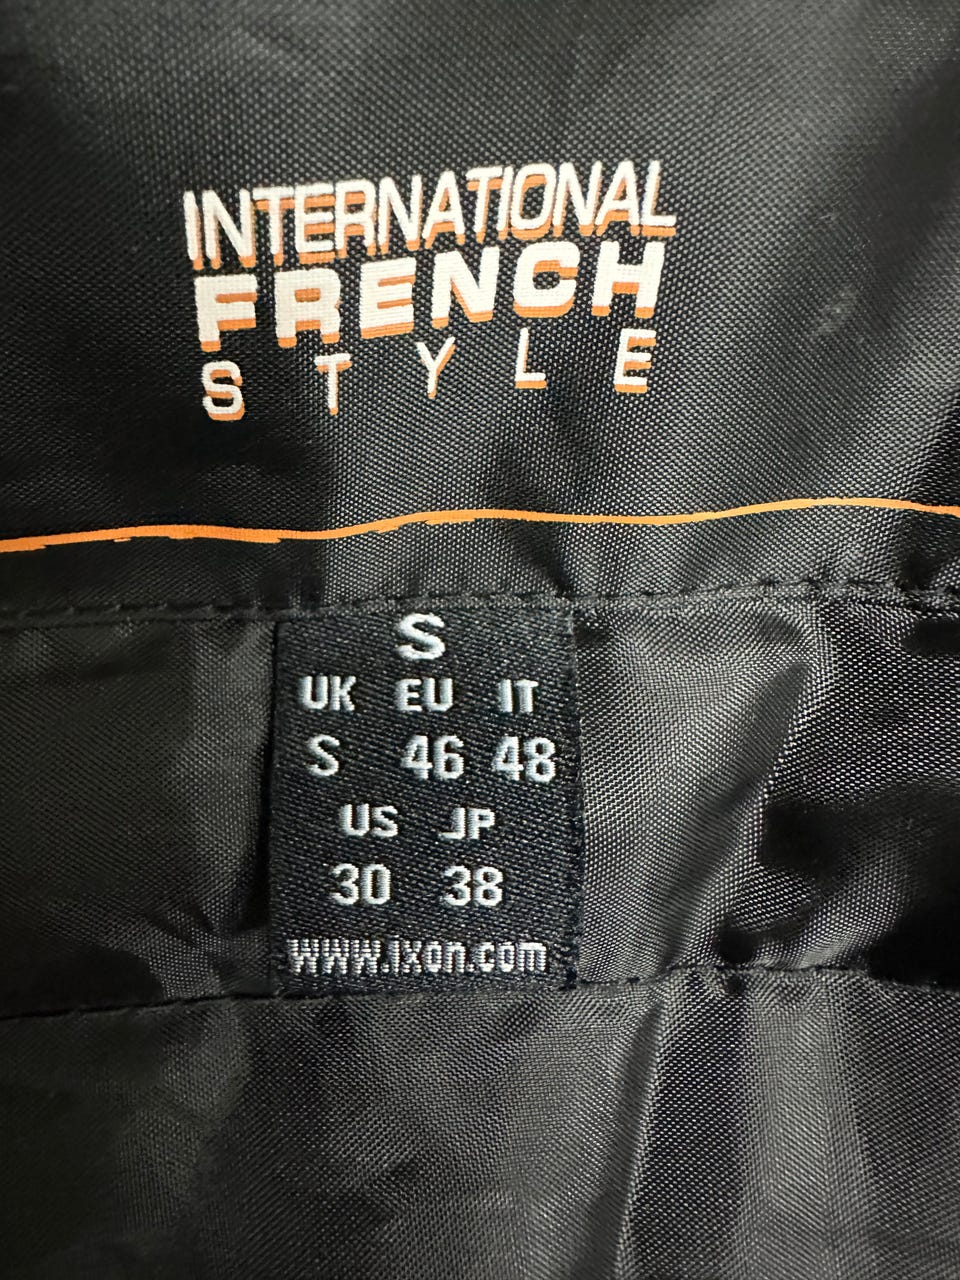 INTERNATIONAL
FRENCH
STYLE
S
UK EU IT
S 46 48
US JP
30 38
www.ixon.com